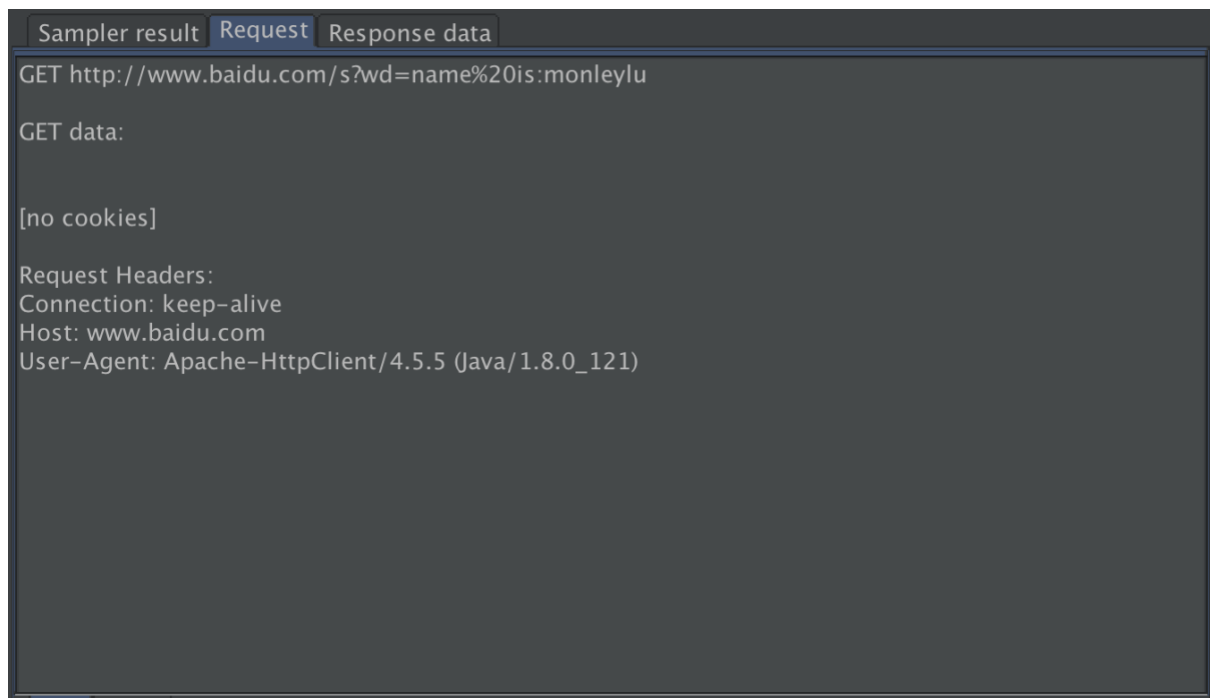 Sampler result Request Response data
GET http://www.baidu.com/s?wd=name%20is:monleylu
GET data:
[no cookies]
Request Headers:
Connection: keep-alive
Host: www.baidu.com
User-Agent: Apache-HttpClient/4.5.5 (Java/1.8.0_121)